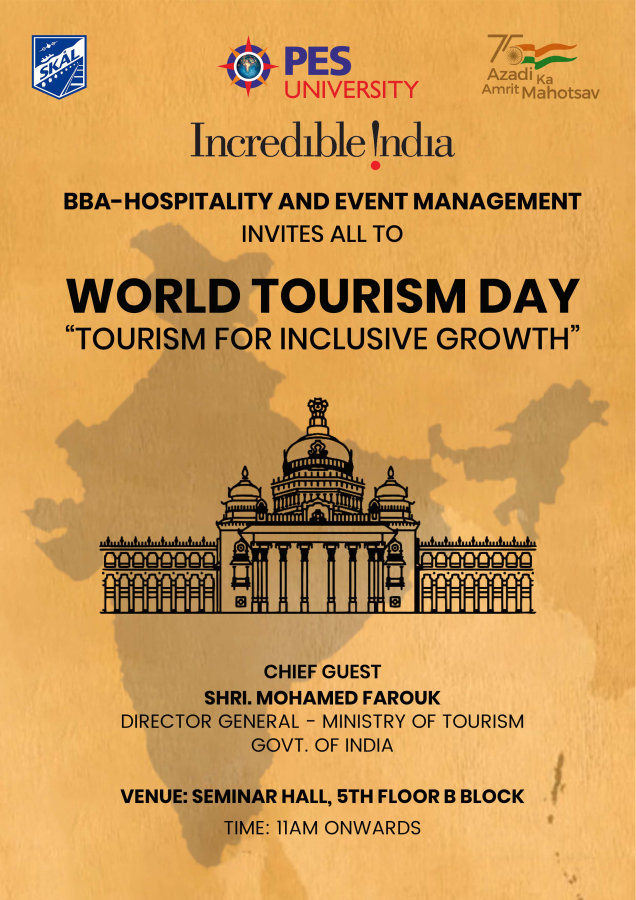 SKÅL
PES
UNIVERSITY
75
Azadi Ka
Amrit Mahotsav
Incredible !ndia
BBA-HOSPITALITY AND EVENT MANAGEMENT
INVITES ALL TO
WORLD TOURISM DAY
“TOURISM FOR INCLUSIVE GROWTH”
CHIEF GUEST
SHRI. MOHAMED FAROUK
DIRECTOR GENERAL - MINISTRY OF TOURISM
GOVT. OF INDIA
VENUE: SEMINAR HALL, 5TH FLOOR B BLOCK
TIME: 11AM ONWARDS